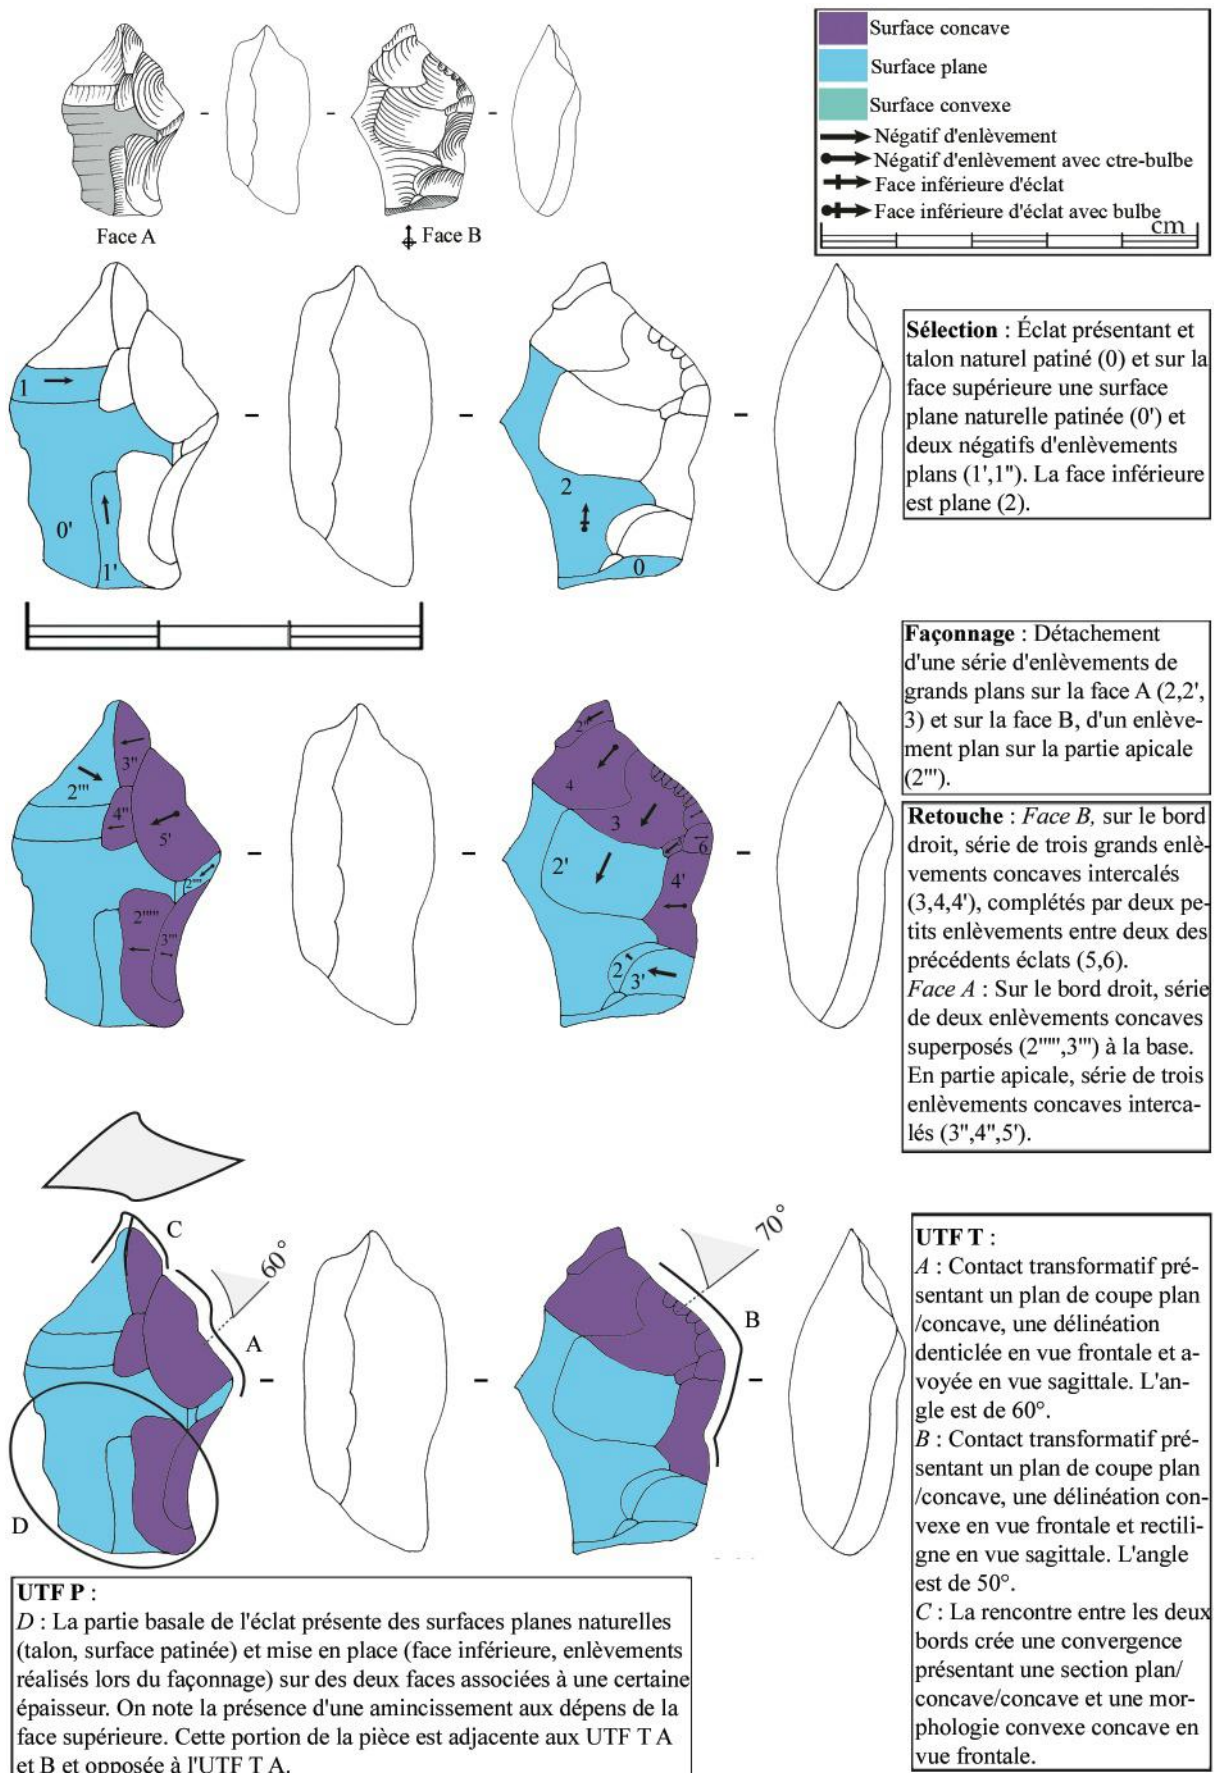 Surface concave
Surface plane
Surface convexe
Négatif d'enlèvement
Négatif d'enlèvement avec ctre-bulbe
Face inférieure d'éclat
Face inférieure d'éclat avec bulbe
cm
Face A
Face B
1
0'
1'
2
0
Sélection : Éclat présentant et
talon naturel patiné (0) et sur la
face supérieure une surface
plane naturelle patinée (0') et
deux négatifs d'enlèvements
plans (1',1"). La face inférieure
est plane (2).
Façonnage : Détachement
d'une série d'enlèvements de
grands plans sur la face A (2,2',
3) et sur la face B, d'un enlève-
ment plan sur la partie apicale
(2''').
2'''
3"
4"
5'
2''''
2'''''
3'''
2"
4
3
6
2'
4'
2
3'
Retouche : Face B, sur le bord
droit, série de trois grands enlè-
vements concaves intercalés
(3,4,4'), complétés par deux pe-
tits enlèvements entre deux des
précédents éclats (5,6).
Face A : Sur le bord droit, série
de deux enlèvements concaves
superposés (2''''',3''') à la base.
En partie apicale, série de trois
enlèvements concaves interca-
lés (3",4",5').
C
60°
A
D
70°
B
UTF T :
A : Contact transformatif pré-
sentant un plan de coupe plan
/concave, une délinéation
denticlée en vue frontale et a-
voyée en vue sagittale. L'an-
gle est de 60°.
B : Contact transformatif pré-
sentant un plan de coupe plan
/concave, une délinéation con-
vexe en vue frontale et rectili-
gne en vue sagittale. L'angle
est de 50°.
C : La rencontre entre les deux
bords crée une convergence
présentant une section plan/
concave/concave et une mor-
phologie convexe concave en
vue frontale.
UTF P :
D : La partie basale de l'éclat présente des surfaces planes naturelles
(talon, surface patinée) et mise en place (face inférieure, enlèvements
réalisés lors du façonnage) sur des deux faces associées à une certaine
épaisseur. On note la présence d'une amincissement aux dépens de la
face supérieure. Cette portion de la pièce est adjacente aux UTF T A
et B et opposée à l'UTF T A.